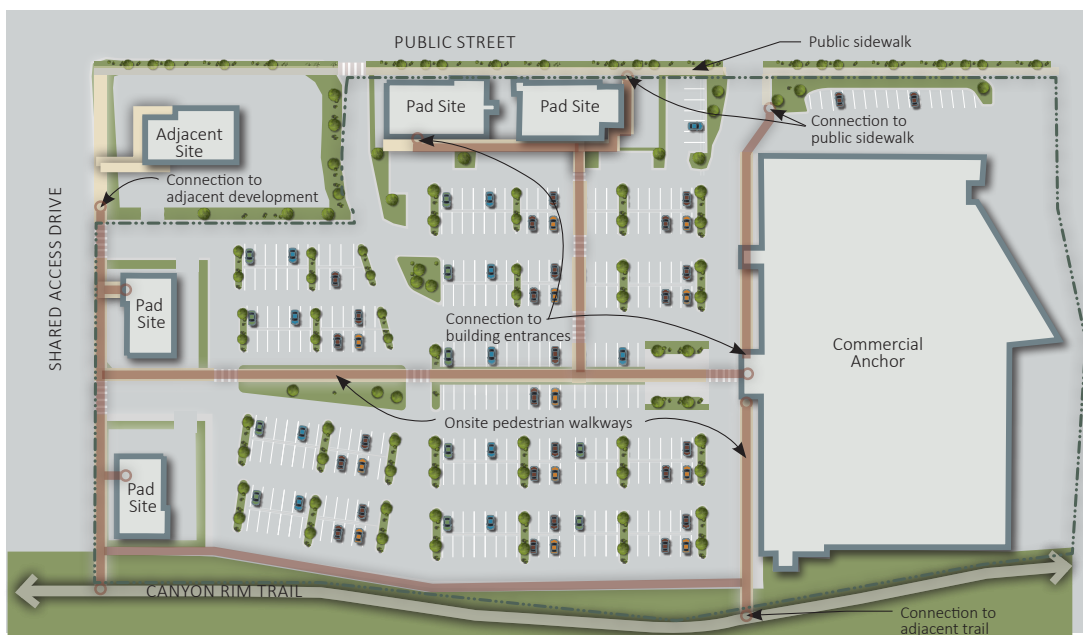 PUBLIC STREET
Public sidewalk
Pad Site
Pad Site
Adjacent
Site
Connection to
public sidewalk
Connection to
adjacent development
SHARED ACCESS DRIVE
Pad
Site
Connection to
building entrances
Commercial
Anchor
Onsite pedestrian walkways
Pad
Site
CANYON RIM TRAIL
Connection to
adjacent trail